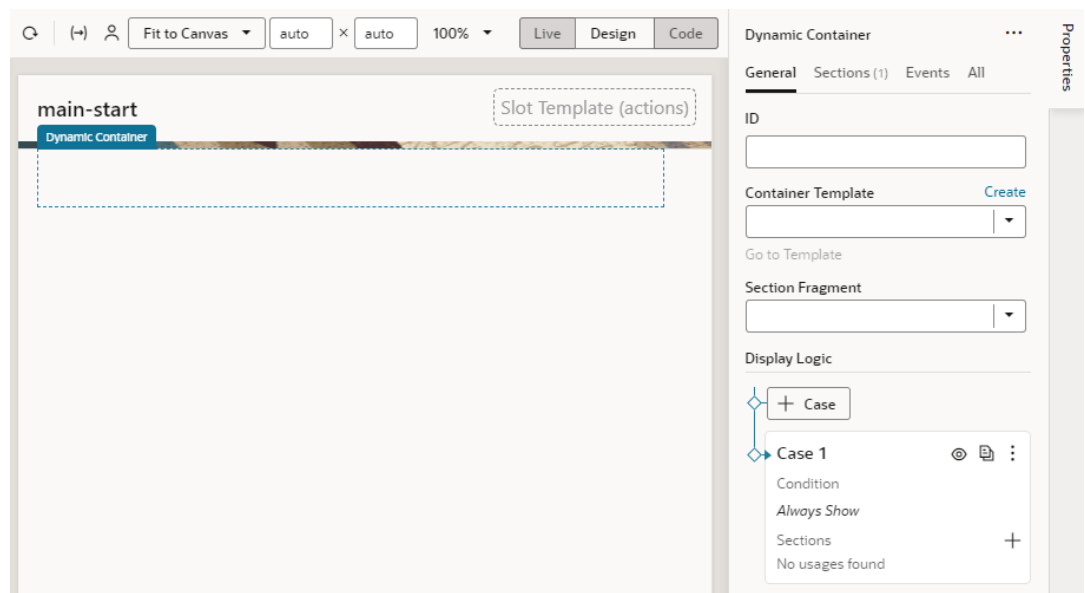 Fit to Canvas auto × auto 100% Live Design Code
main-start
Slot Template (actions)
Dynamic Container
Dynamic Container
General Sections (1) Events All
ID
Container Template Create
Go to Template
Section Fragment
Display Logic
+ Case
Case 1
Condition
Always Show
Sections
No usages found
Properties